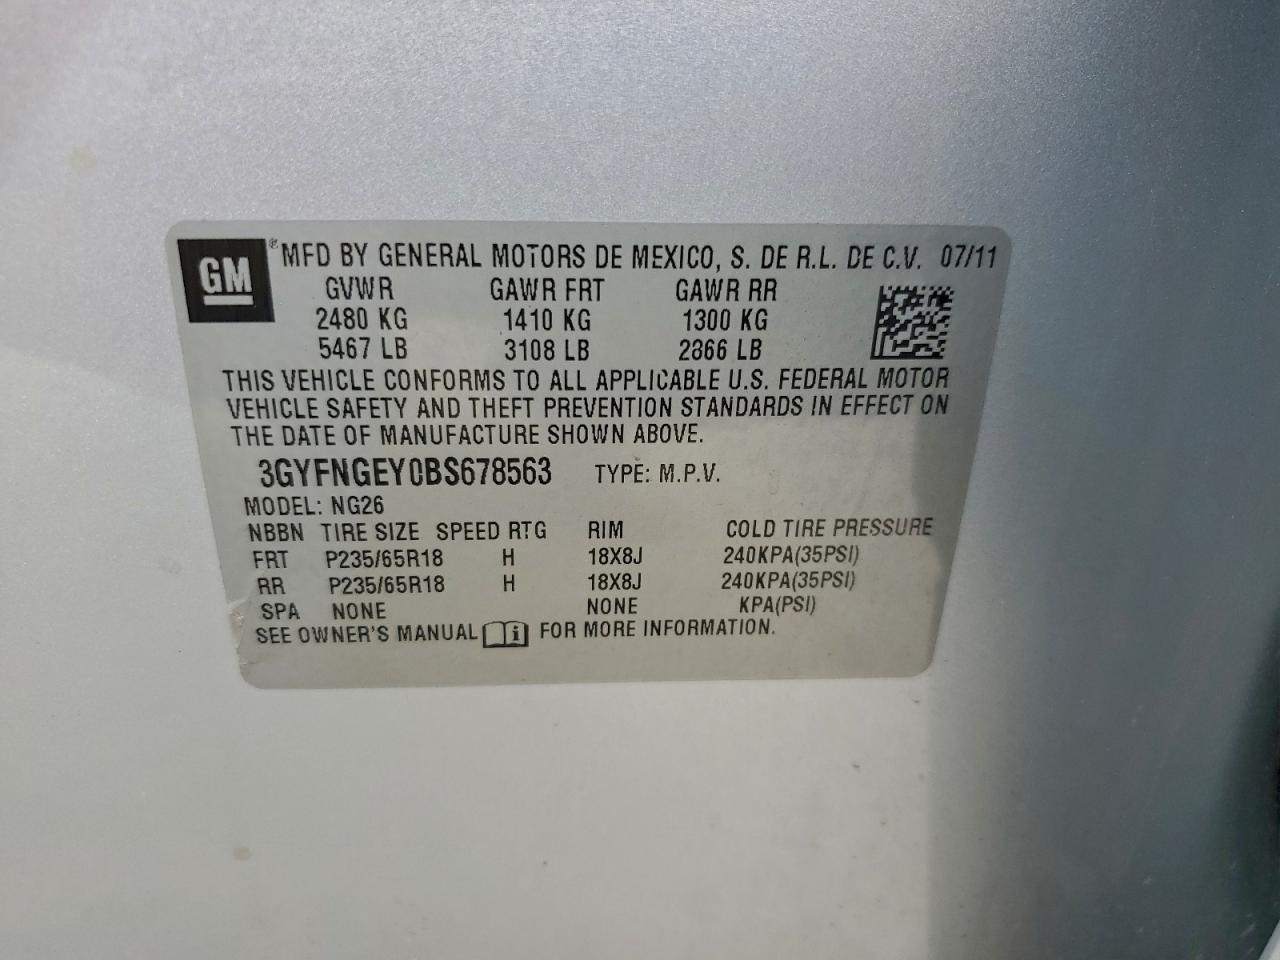 GM ® MFD BY GENERAL MOTORS DE MEXICO, S. DE R.L. DE C.V. 07/11
GVWR GAWR FRT GAWR RR
2480 KG 1410 KG 1300 KG
5467 LB 3108 LB 2866 LB
THIS VEHICLE CONFORMS TO ALL APPLICABLE U.S. FEDERAL MOTOR
VEHICLE SAFETY AND THEFT PREVENTION STANDARDS IN EFFECT ON
THE DATE OF MANUFACTURE SHOWN ABOVE.
3GYFNGEY0BS678563 TYPE: M.P.V.
MODEL: NG26
NBBN TIRE SIZE SPEED RTG RIM COLD TIRE PRESSURE
FRT P235/65R18 H 18X8J 240KPA(35PSI)
RR P235/65R18 H 18X8J 240KPA(35PSI)
SPA NONE NONE KPA(PSI)
SEE OWNER'S MANUAL i FOR MORE INFORMATION.